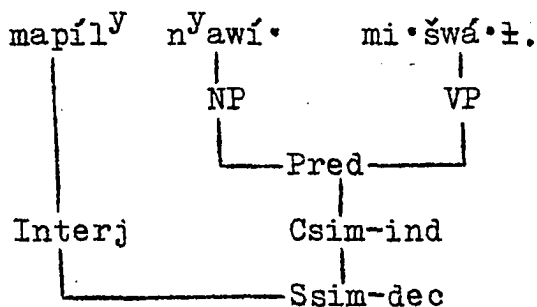 mapílʸ nʸawí· mi·šwá·ɫ.
NP VP
Pred
Interj Csim-ind
Ssim-dec